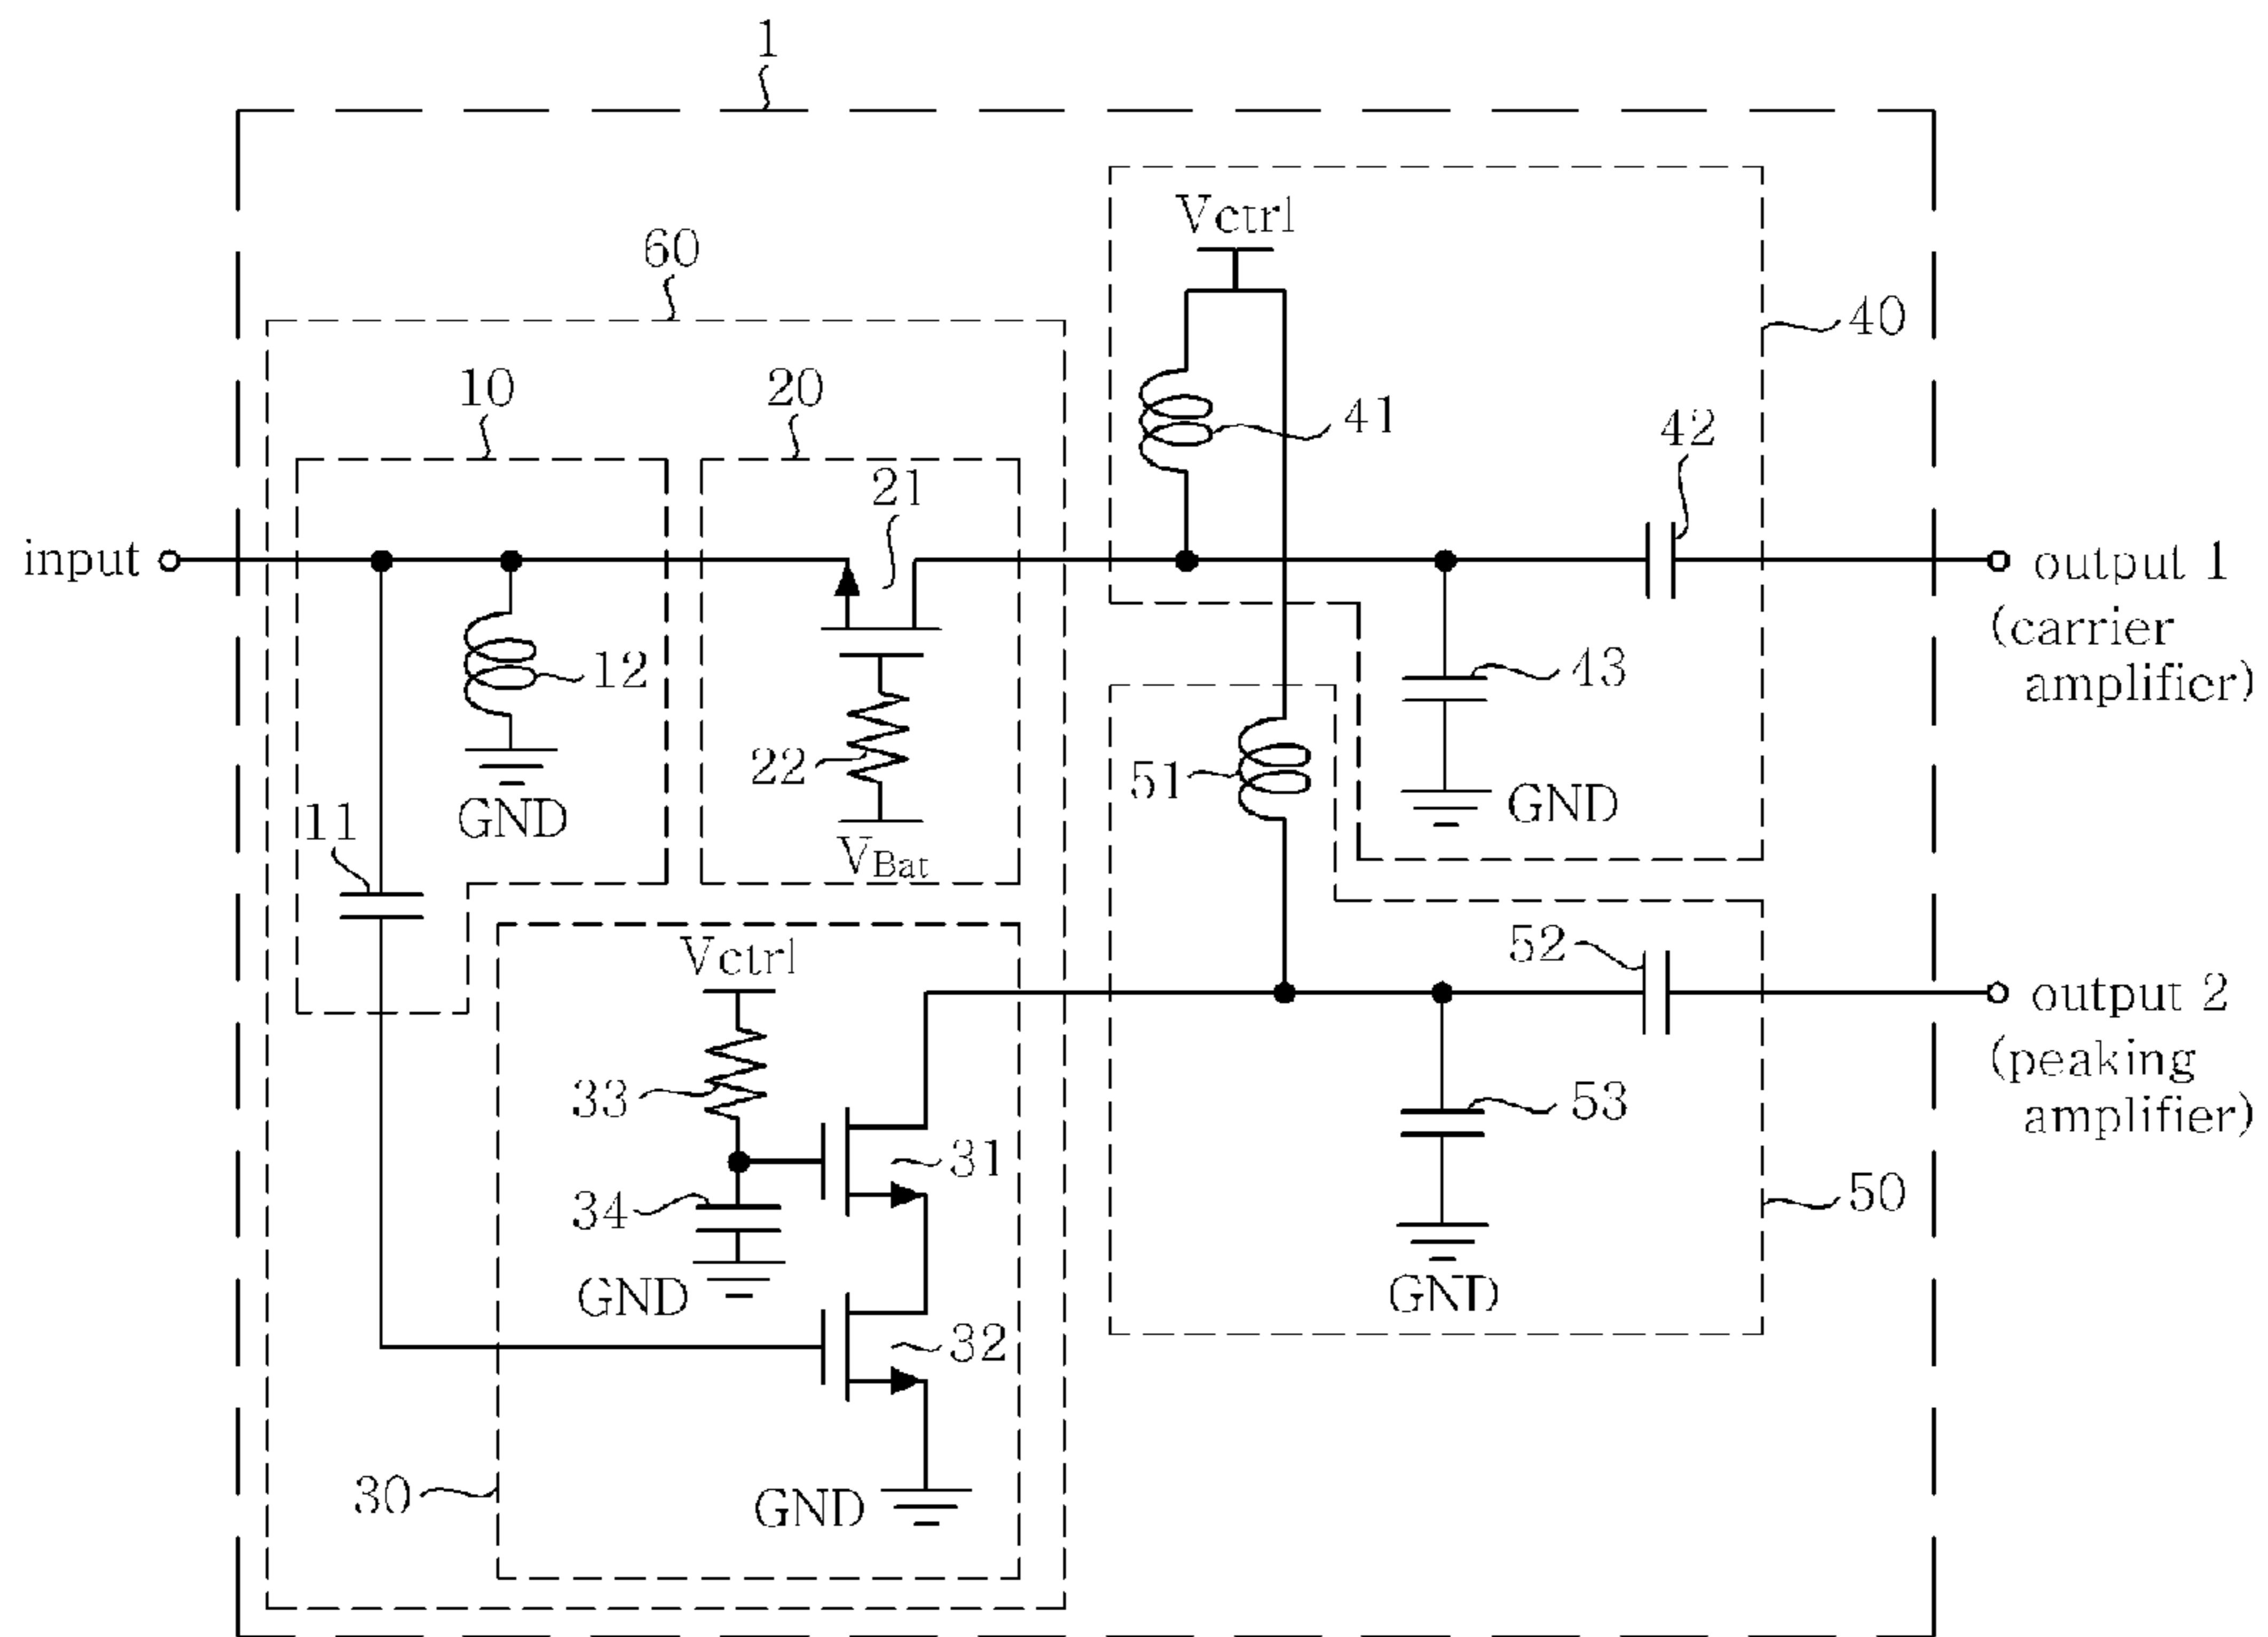 1
60
Vctrl
40
10
20
41
42
21
input
output 1
(carrier
amplifier)
12
43
22
51
GND
GND
11
VBat
52
Vctrl
output 2
(peaking
amplifier)
33
53
31
34
50
GND
GND
32
30
GND